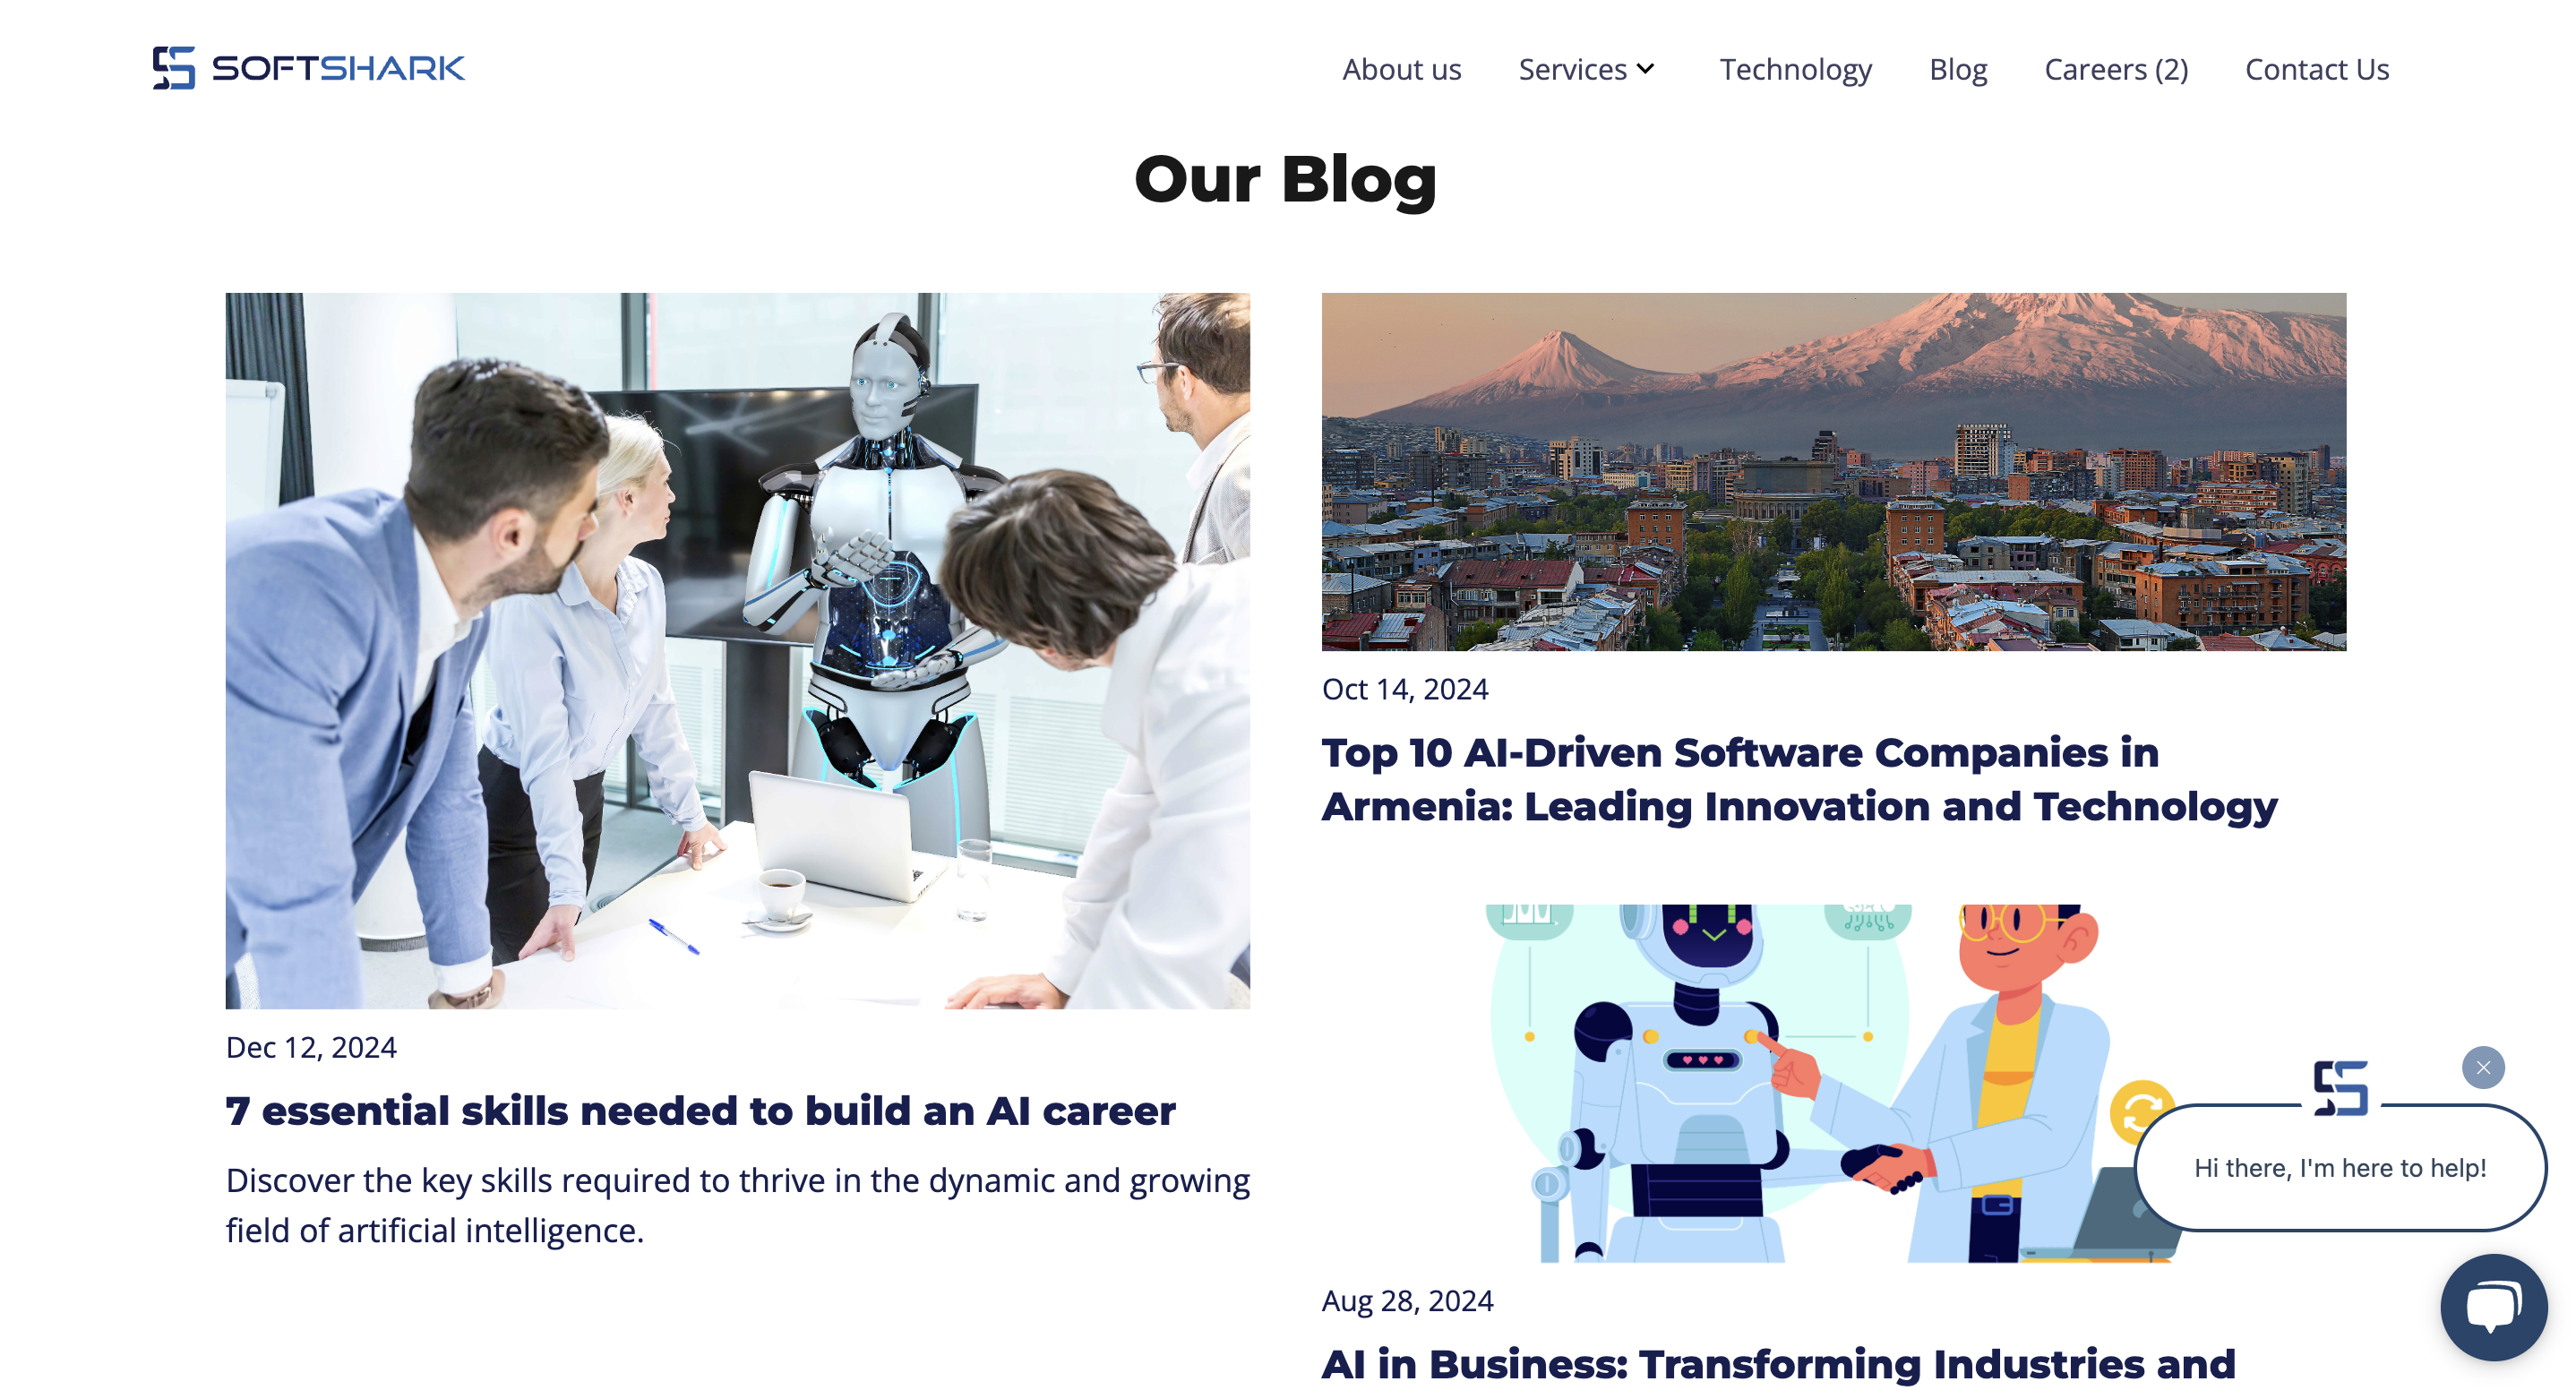 SOFTSHARK
About us
Services
Technology
Blog
Careers (2)
Contact Us
Our Blog
Dec 12, 2024
7 essential skills needed to build an AI career
Discover the key skills required to thrive in the dynamic and growing
field of artificial intelligence.
Oct 14, 2024
Top 10 AI-Driven Software Companies in
Armenia: Leading Innovation and Technology
Aug 28, 2024
AI in Business: Transforming Industries and
Hi there, I'm here to help!